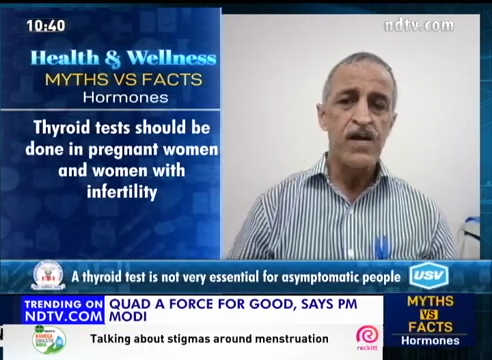 10:40
ndtv.com
Health & Wellness
MYTHS VS FACTS
Hormones
Thyroid tests should be
done in pregnant women
and women with
infertility
A thyroid test is not very essential for asymptomatic people
USV
TRENDING ON
NDTV.COM
QUAD A FORCE FOR GOOD, SAYS PM
MODI
Talking about stigmas around menstruation
reckitt
MYTHS
VS
FACTS
Hormones